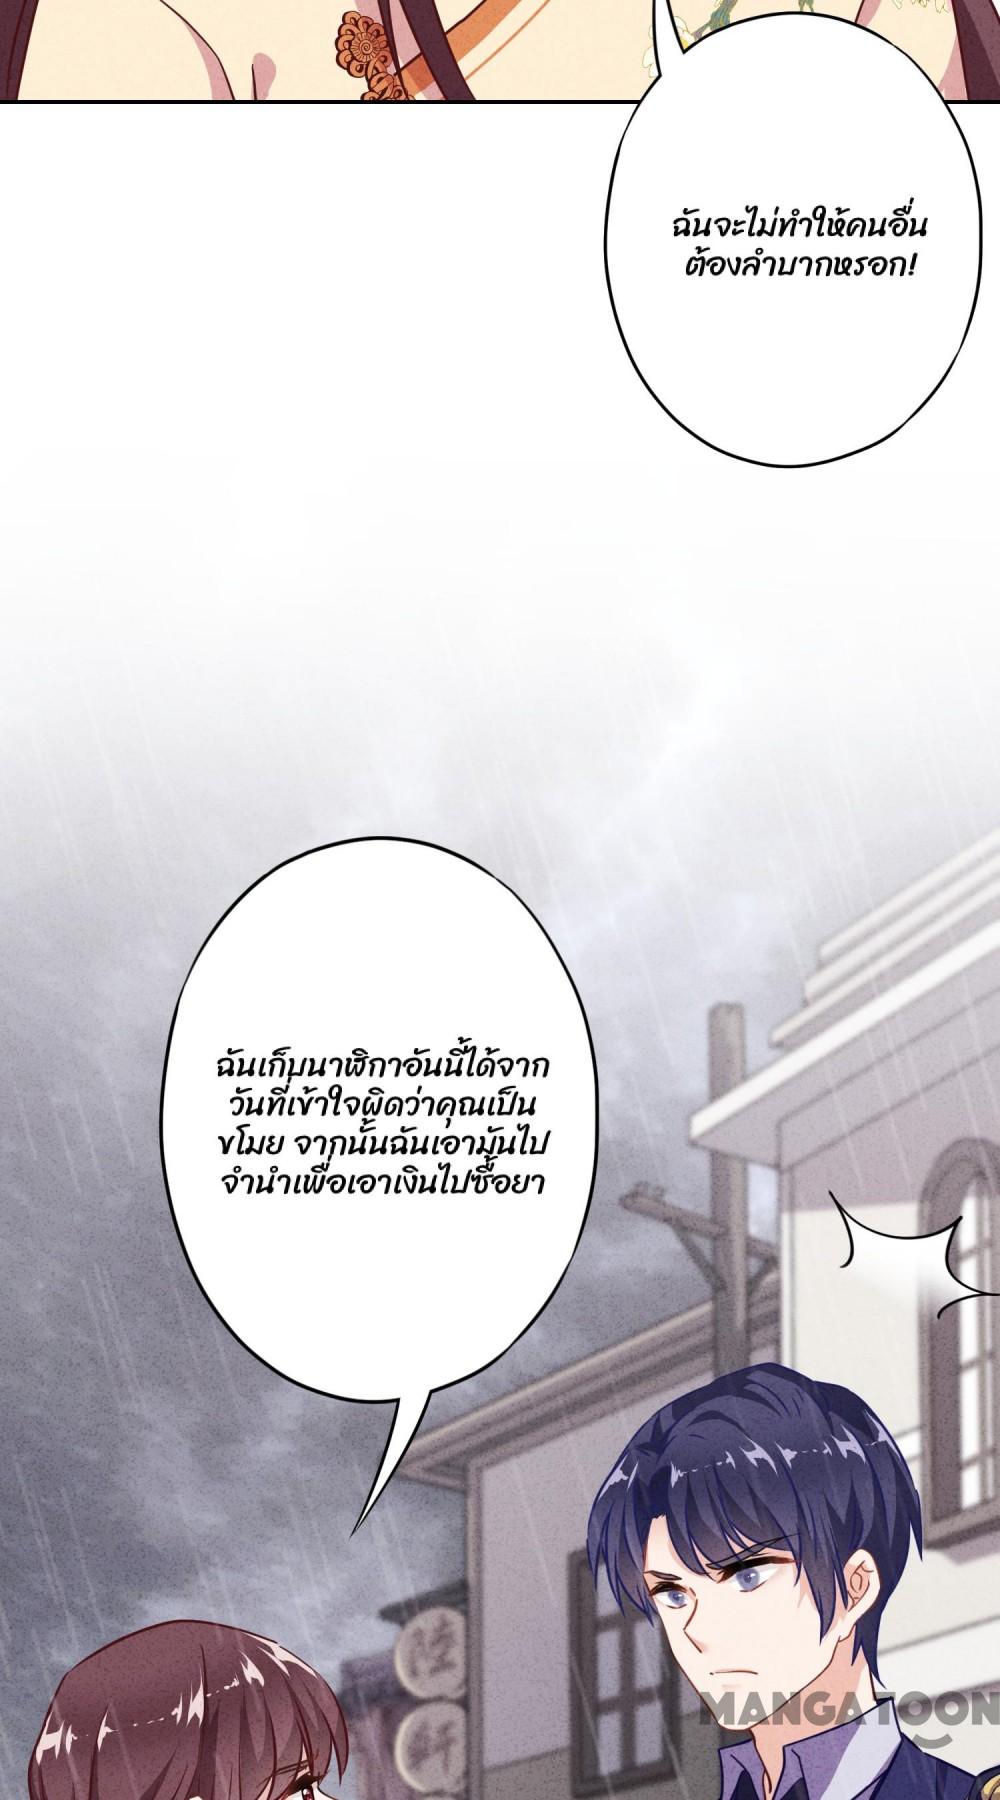 ฉันจะไม่ทำให้คนอื่น
ต้องลำบากหรอก!
ฉันเก็บนาฬิกาอันนี้ได้จาก
วันที่เข้าใจผิดว่าคุณเป็น
ขโมย จากนั้นฉันเอามันไป
จำนำเพื่อเอาเงินไปซื้อยา
陸
師
MANGATOON